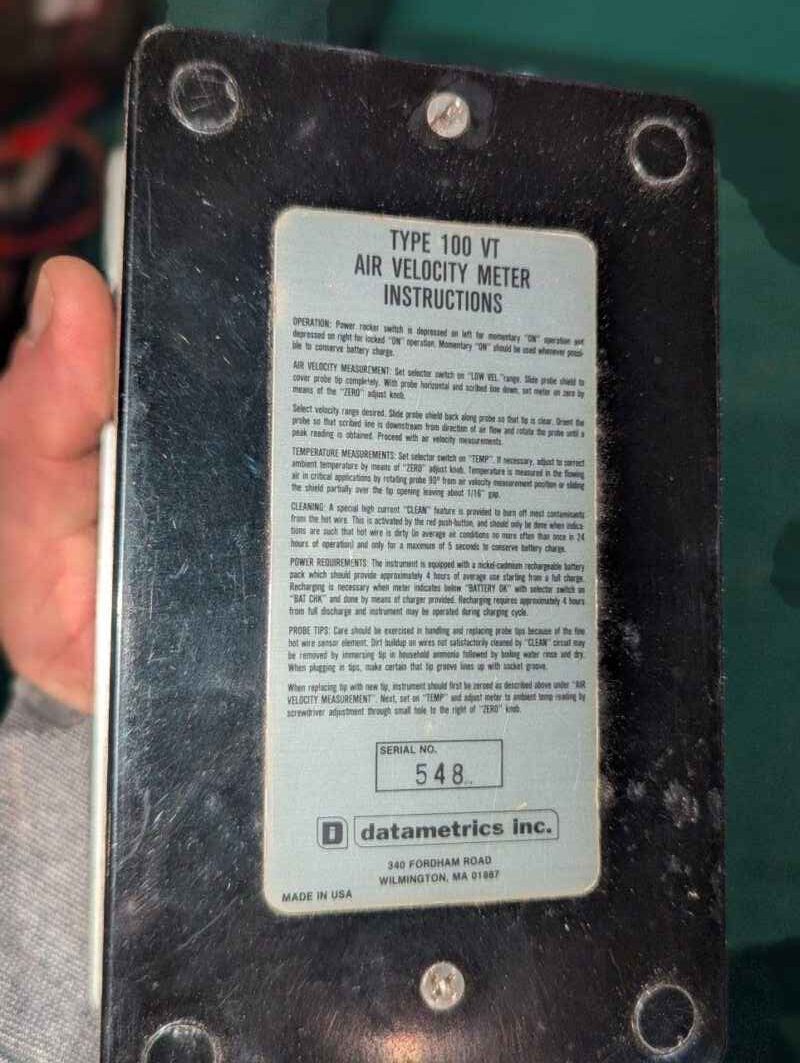 TYPE 100 VT
AIR VELOCITY METER
INSTRUCTIONS
OPERATION: Power rocker switch is depressed on left for momentary "ON" operation and
depressed on right for locked "ON" operation. Momentary "ON" should be used whenever possi-
ble to conserve battery charge.
AIR VELOCITY MEASUREMENT: Set selector switch on "LOW VEL." range. Slide probe shield to
cover probe tip completely. With probe horizontal and scribed line down, set meter on zero by
means of the "ZERO" adjust knob.
Select velocity range desired. Slide probe shield back along probe so that tip is clear. Orient the
probe so that scribed line is downstream from direction of air flow and rotate the probe until a
peak reading is obtained. Proceed with air velocity measurements.
TEMPERATURE MEASUREMENTS: Set selector switch on "TEMP". If necessary, adjust to correct
ambient temperature by means of "ZERO" adjust knob. Temperature is measured in the flowing
air in critical applications by rotating probe 90° from air velocity measurement position or sliding
the shield partially over the tip opening leaving about 1/16" gap.
CLEANING: A special high current "CLEAN" feature is provided to burn off most contaminants
from the hot wire. This is activated by the red push-button, and should only be done when indica-
tions are such that hot wire is dirty (in average air conditions no more often than once in 24
hours of operation) and only for a maximum of 5 seconds to conserve battery charge.
POWER REQUIREMENTS: The instrument is equipped with a nickel-cadmium rechargeable battery
pack which should provide approximately 4 hours of average use starting from a full charge.
Recharging is necessary when meter indicates below "BATTERY OK" with selector switch on
"BAT CHK" and done by means of charger provided. Recharging requires approximately 4 hours
from full discharge and instrument may be operated during charging cycle.
PROBE TIPS: Care should be exercised in handling and replacing probe tips because of the fine
hot wire sensor element. Dirt buildup on wires not satisfactorily cleaned by "CLEAN" circuit may
be removed by immersing tip in household ammonia followed by boiling water rinse and dry.
When plugging in tips, make certain that tip groove lines up with socket groove.
When replacing tip with new tip, instrument should first be zeroed as described above under "AIR
VELOCITY MEASUREMENT". Next, set on "TEMP" and adjust meter to ambient temp reading by
screwdriver adjustment through small hole to the right of "ZERO" knob.
SERIAL NO.
548
D datametrics inc.
340 FORDHAM ROAD
WILMINGTON, MA 01887
MADE IN USA